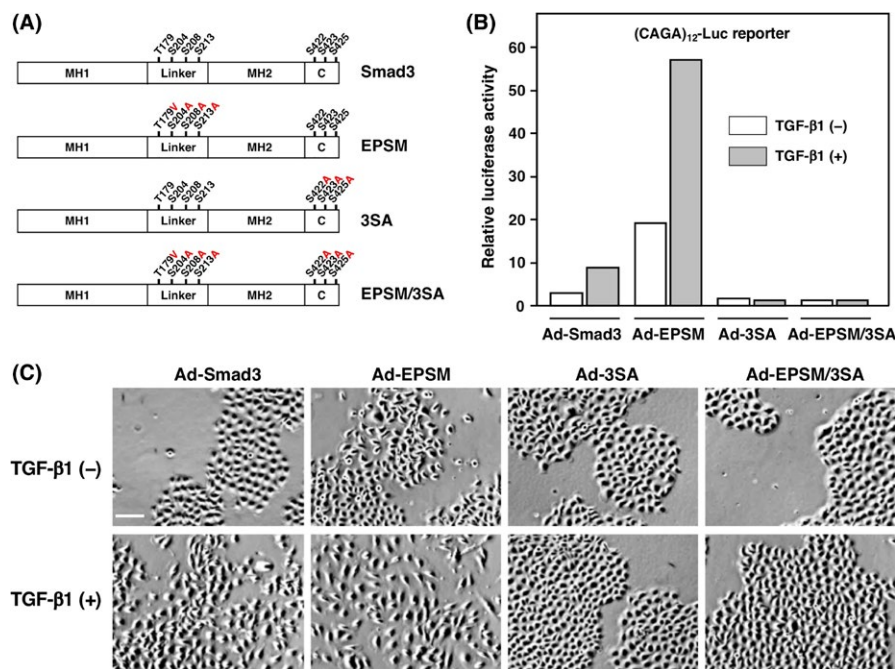 (A)
T179 S204 S208 S213 S422 S423 S425
MH1 Linker MH2 C Smad3
T179V S204A S208A S213A S422 S423 S425
MH1 Linker MH2 C EPSM
T179 S204 S208 S213 S422A S423A S425A
MH1 Linker MH2 C 3SA
T179V S204A S208A S213A S422A S423A S425A
MH1 Linker MH2 C EPSM/3SA
(B)
(CAGA)12-Luc reporter
Relative luciferase activity
60
50
40
30
20
10
0
TGF-β1 (–)
TGF-β1 (+)
Ad-Smad3 Ad-EPSM Ad-3SA Ad-EPSM/3SA
(C)
Ad-Smad3 Ad-EPSM Ad-3SA Ad-EPSM/3SA
TGF-β1 (–)
TGF-β1 (+)